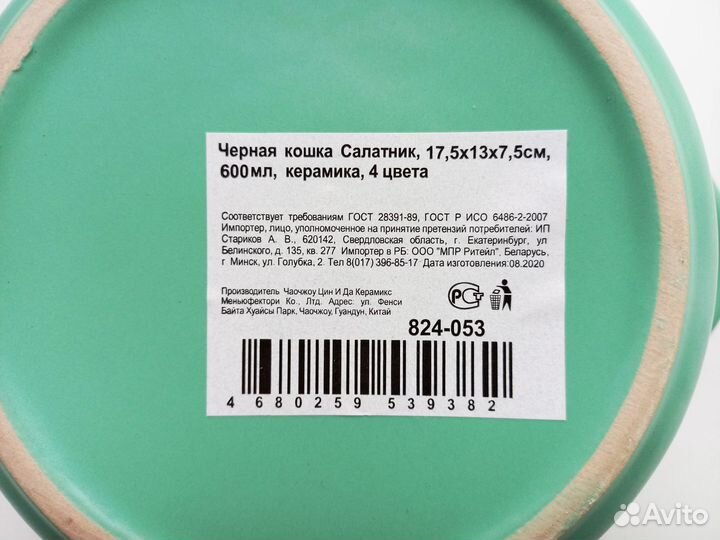 Черная кошка Салатник, 17,5x13x7,5см,
600мл, керамика, 4 цвета
Соответствует требованиям ГОСТ 28391-89, ГОСТ Р ИСО 6486-2-2007
Импортер, лицо, уполномоченное на принятие претензий потребителей: ИП
Стариков А. В., 620142, Свердловская область, г. Екатеринбург, ул
Белинского, д. 135, кв. 277 Импортер в РБ: ООО "МПР Ритейл", Беларусь,
г Минск, ул. Голубка, 2 Тел 8(017) 396-85-17 Дата изготовления:08.2020
Производитель Чаочжоу Цин И Да Керамикс
Меньюфектори Ко., Лтд. Адрес: ул. Фенси
Байта Хуайсы Парк, Чаочжоу, Гуандун, Китай
РСТ
824-053
4 680259 539382
Avito